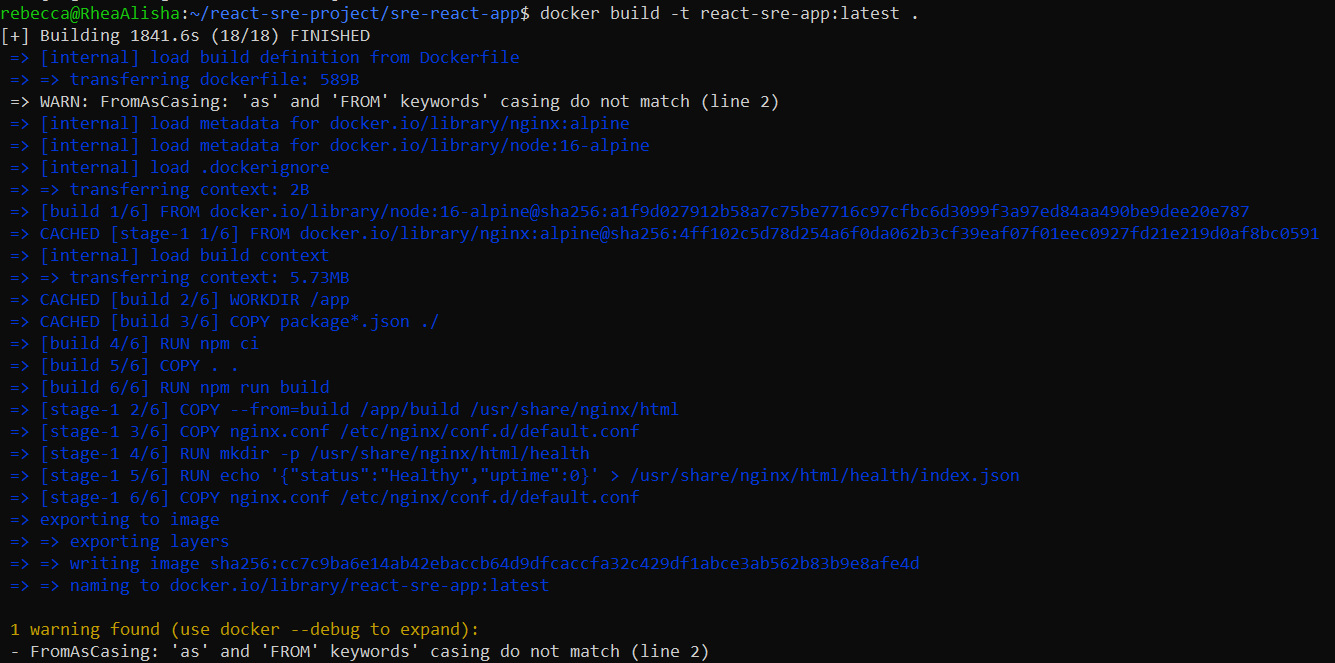 rebecca@RheaAlisha:~/react-sre-project/sre-react-app$ docker build -t react-sre-app:latest .
[+] Building 1841.6s (18/18) FINISHED
=> [internal] load build definition from Dockerfile
=> => transferring dockerfile: 589B
=> WARN: FromAsCasing: 'as' and 'FROM' keywords' casing do not match (line 2)
=> [internal] load metadata for docker.io/library/nginx:alpine
=> [internal] load metadata for docker.io/library/node:16-alpine
=> [internal] load .dockerignore
=> => transferring context: 2B
=> [build 1/6] FROM docker.io/library/node:16-alpine@sha256:a1f9d027912b58a7c75be7716c97cfbc6d3099f3a97ed84aa490be9dee20e787
=> CACHED [stage-1 1/6] FROM docker.io/library/nginx:alpine@sha256:4ff102c5d78d254a6f0da062b3cf39eaf07f01eec0927fd21e219d0af8bc0591
=> [internal] load build context
=> => transferring context: 5.73MB
=> CACHED [build 2/6] WORKDIR /app
=> CACHED [build 3/6] COPY package*.json ./
=> [build 4/6] RUN npm ci
=> [build 5/6] COPY . .
=> [build 6/6] RUN npm run build
=> [stage-1 2/6] COPY --from=build /app/build /usr/share/nginx/html
=> [stage-1 3/6] COPY nginx.conf /etc/nginx/conf.d/default.conf
=> [stage-1 4/6] RUN mkdir -p /usr/share/nginx/html/health
=> [stage-1 5/6] RUN echo '{"status":"Healthy","uptime":0}' > /usr/share/nginx/html/health/index.json
=> [stage-1 6/6] COPY nginx.conf /etc/nginx/conf.d/default.conf
=> exporting to image
=> => exporting layers
=> => writing image sha256:cc7c9ba6e14ab42ebaccb64d9dfcaccfa32c429df1abce3ab562b83b9e8afe4d
=> => naming to docker.io/library/react-sre-app:latest
1 warning found (use docker --debug to expand):
- FromAsCasing: 'as' and 'FROM' keywords' casing do not match (line 2)